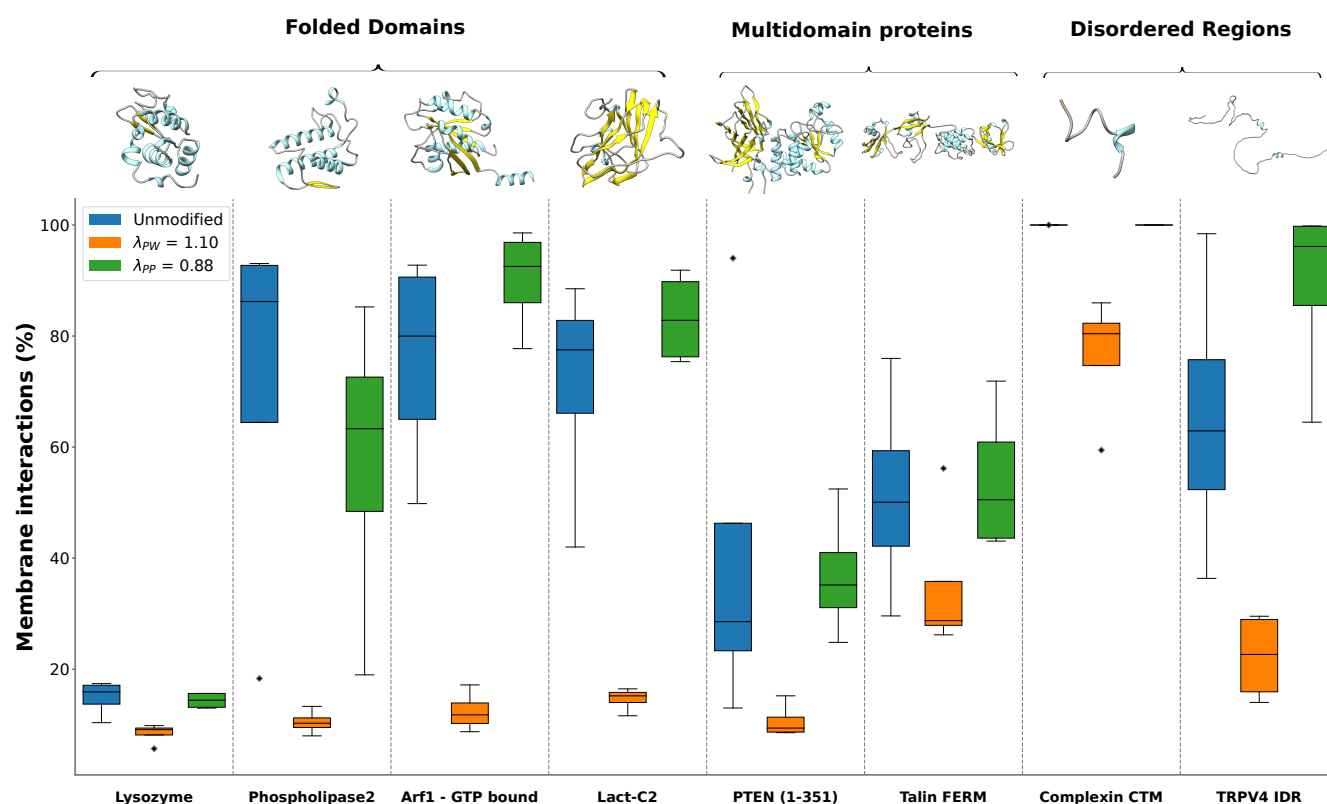 Folded Domains
Multidomain proteins
Disordered Regions
Unmodified
λPW = 1.10
λPP = 0.88
Membrane interactions (%)
100
80
60
40
20
Lysozyme
Phospholipase2
Arf1 - GTP bound
Lact-C2
PTEN (1-351)
Talin FERM
Complexin CTM
TRPV4 IDR